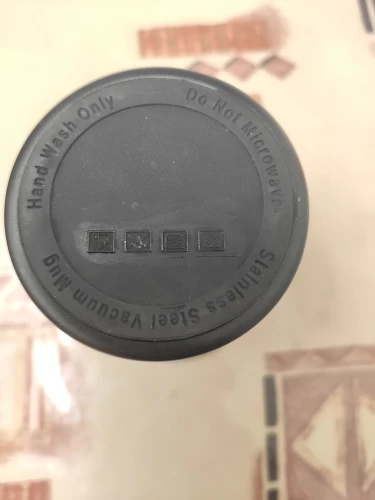 Hand Wash Only
Do Not Microwave
Stainless Steel Vacuum Mug